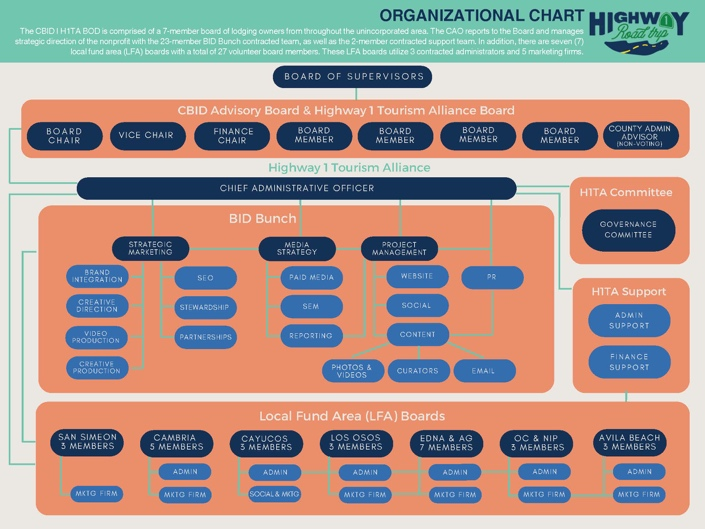 ORGANIZATIONAL CHART
The CBID I H1TA BOD is comprised of a 7-member board of lodging owners from throughout the unincorporated area. The CAO reports to the Board and manages
strategic direction of the nonprofit with the 23-member BID Bunch contracted team, as well as the 2-member contracted support team. In addition, there are seven (7)
local fund area (LFA) boards with a total of 27 volunteer board members. These LFA boards utilize 3 contracted administrators and 5 marketing firms.
HIGHWAY
1
Road trip
BOARD OF SUPERVISORS
CBID Advisory Board & Highway 1 Tourism Alliance Board
BOARD
CHAIR
VICE CHAIR
FINANCE
CHAIR
BOARD
MEMBER
BOARD
MEMBER
BOARD
MEMBER
BOARD
MEMBER
COUNTY ADMIN
ADVISOR
(NON-VOTING)
Highway 1 Tourism Alliance
CHIEF ADMINISTRATIVE OFFICER
H1TA Committee
GOVERNANCE
COMMITTEE
BID Bunch
STRATEGIC
MARKETING
MEDIA
STRATEGY
PROJECT
MANAGEMENT
BRAND
INTEGRATION
SEO
PAID MEDIA
WEBSITE
PR
CREATIVE
DIRECTION
STEWARDSHIP
SEM
SOCIAL
VIDEO
PRODUCTION
PARTNERSHIPS
REPORTING
CONTENT
CREATIVE
PRODUCTION
PHOTOS &
VIDEOS
CURATORS
EMAIL
H1TA Support
ADMIN
SUPPORT
FINANCE
SUPPORT
Local Fund Area (LFA) Boards
SAN SIMEON
3 MEMBERS
CAMBRIA
5 MEMBERS
CAYUCOS
3 MEMBERS
LOS OSOS
3 MEMBERS
EDNA & AG
7 MEMBERS
OC & NIP
3 MEMBERS
AVILA BEACH
3 MEMBERS
ADMIN
ADMIN
ADMIN
ADMIN
ADMIN
ADMIN
MKTG FIRM
MKTG FIRM
SOCIAL & MKTG
MKTG FIRM
MKTG FIRM
MKTG FIRM
MKTG FIRM